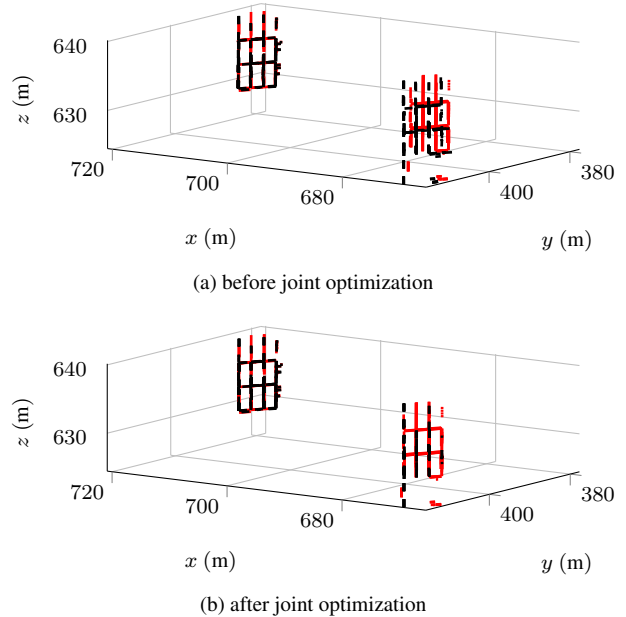 640
630
z (m)
720
700
680
400
380
x (m)
y (m)
(a) before joint optimization
640
630
z (m)
720
700
680
400
380
x (m)
y (m)
(b) after joint optimization